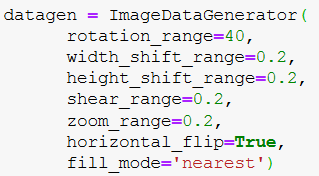 datagen = ImageDataGenerator(
        rotation_range=40,
        width_shift_range=0.2,
        height_shift_range=0.2,
        shear_range=0.2,
        zoom_range=0.2,
        horizontal_flip=True,
        fill_mode='nearest')